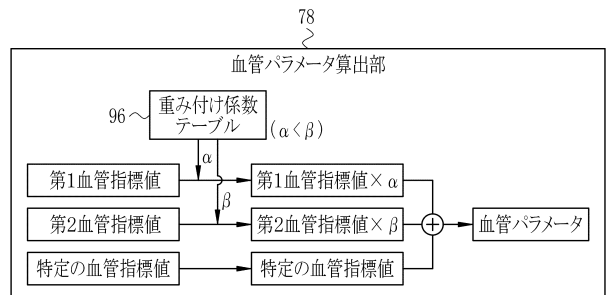 78
血管パラメータ算出部
96
重み付け係数
テーブル
(α<β)
α
第1血管指標値
第1血管指標値×α
β
第2血管指標値
第2血管指標値×β
+
血管パラメータ
特定の血管指標値
特定の血管指標値